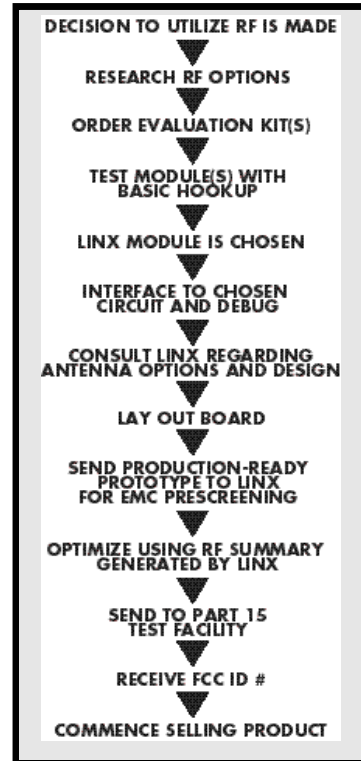 DECISION TO UTILIZE RF IS MADE
RESEARCH RF OPTIONS
ORDER EVALUATION KIT(S)
TEST MODULE(S) WITH
BASIC HOOKUP
LINX MODULE IS CHOSEN
INTERFACE TO CHOSEN
CIRCUIT AND DEBUG
CONSULT LINX REGARDING
ANTENNA OPTIONS AND DESIGN
LAY OUT BOARD
SEND PRODUCTION-READY
PROTOTYPE TO LINX
FOR EMC PRESCREENING
OPTIMIZE USING RF SUMMARY
GENERATED BY LINX
SEND TO PART 15
TEST FACILITY
RECEIVE FCC ID #
COMMENCE SELLING PRODUCT